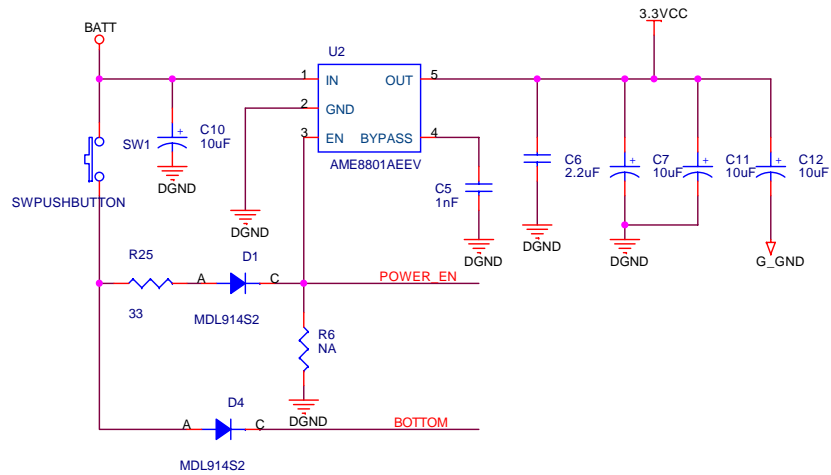 3.3VCC
BATT
U2
1 IN OUT 5
2 GND
3 EN BYPASS 4
AME8801AEEV
SW1
C10
10uF
DGND
SWPUSHBUTTON
DGND
C5
1nF
DGND
C6
2.2uF
DGND
C7
10uF
DGND
C11
10uF
C12
10uF
G_GND
R25
33
A D1 C
MDL914S2
POWER_EN
R6
NA
DGND
A D4 C
MDL914S2
BOTTOM